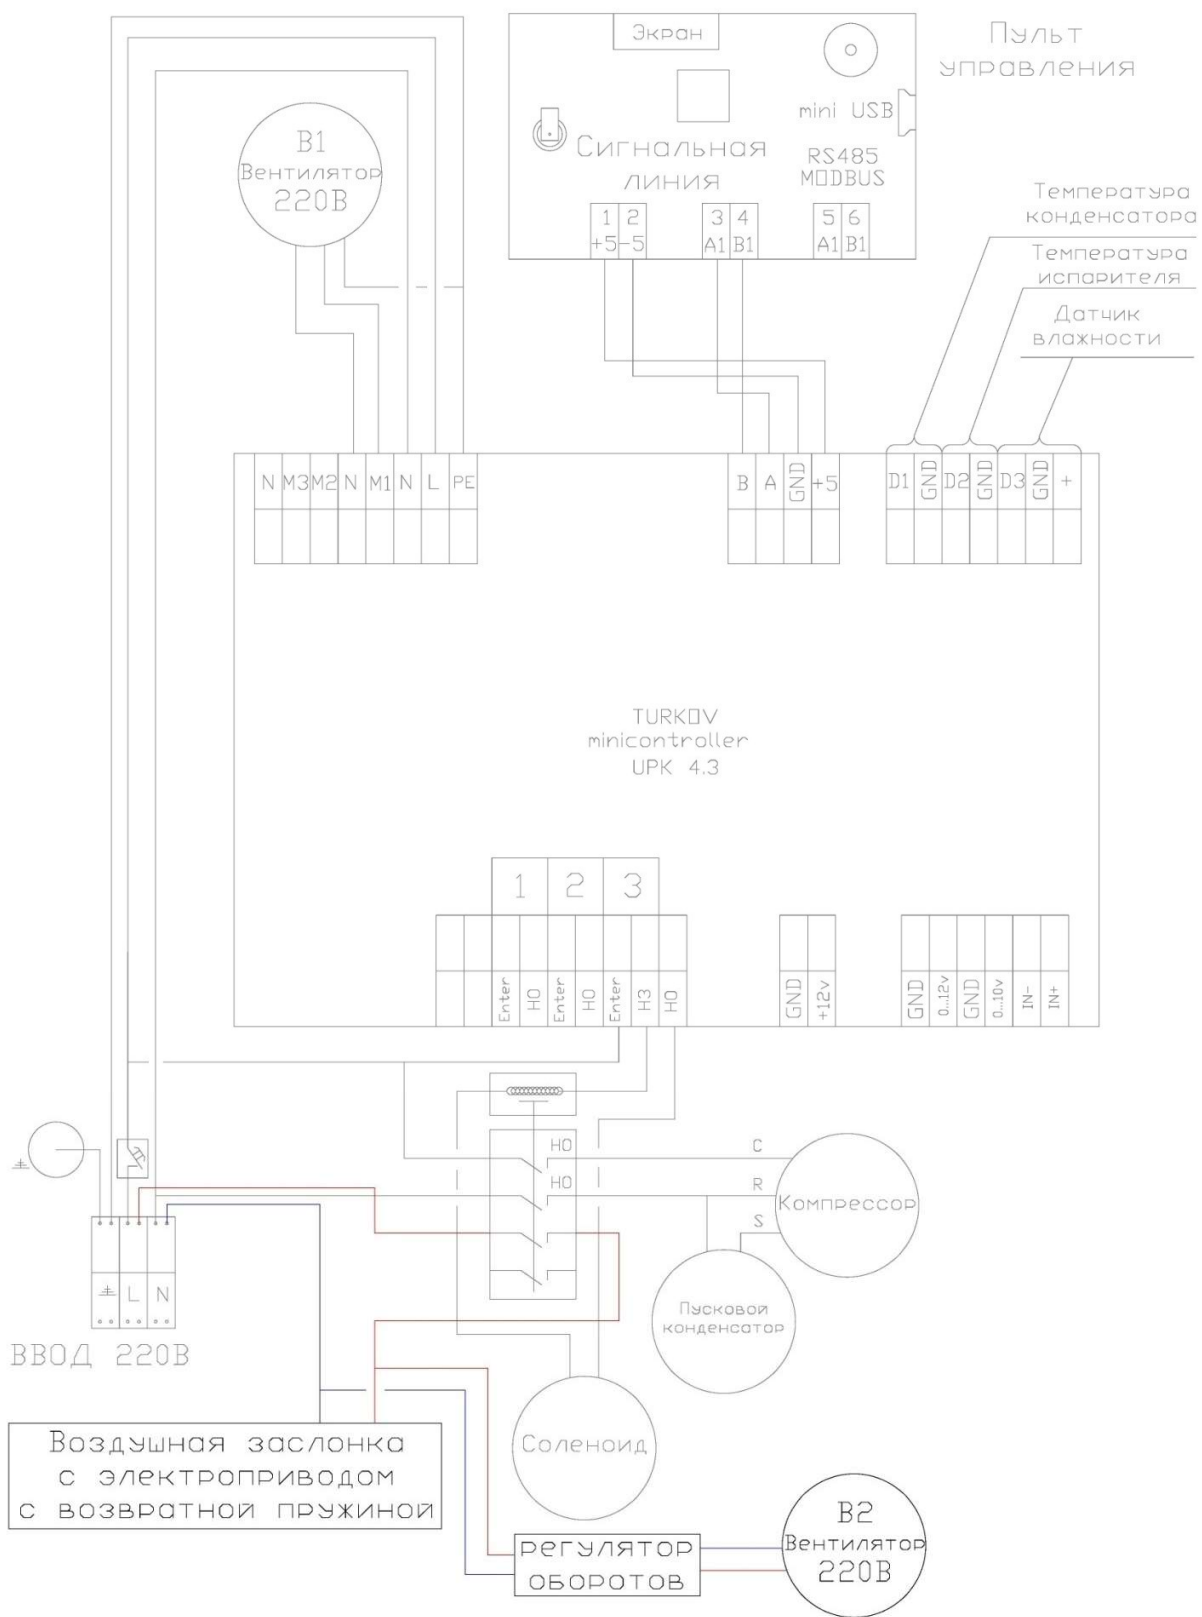 Экран
Пульт
управления
mini USB
Сигнальная
линия
RS485
MODBUS
1 2 3 4 5 6
+5 -5 A1 B1 A1 B1
В1
Вентилятор
220В
Температура
конденсатора
Температура
испарителя
Датчик
влажности
N M3 M2 N M1 N L PE
B A GND +5
D1 GND D2 GND D3 GND +
TURKOV
minicontroller
UPK 4.3
1 2 3
Enter НО Enter НО Enter НЗ НО
GND +12v
GND 0...12v GND 0...10v IN- IN+
НО
НО
C
R
S
Компрессор
Пусковой
конденсатор
L N
ВВОД 220В
Соленоид
Воздушная заслонка
с электроприводом
с возвратной пружиной
регулятор
оборотов
В2
Вентилятор
220В